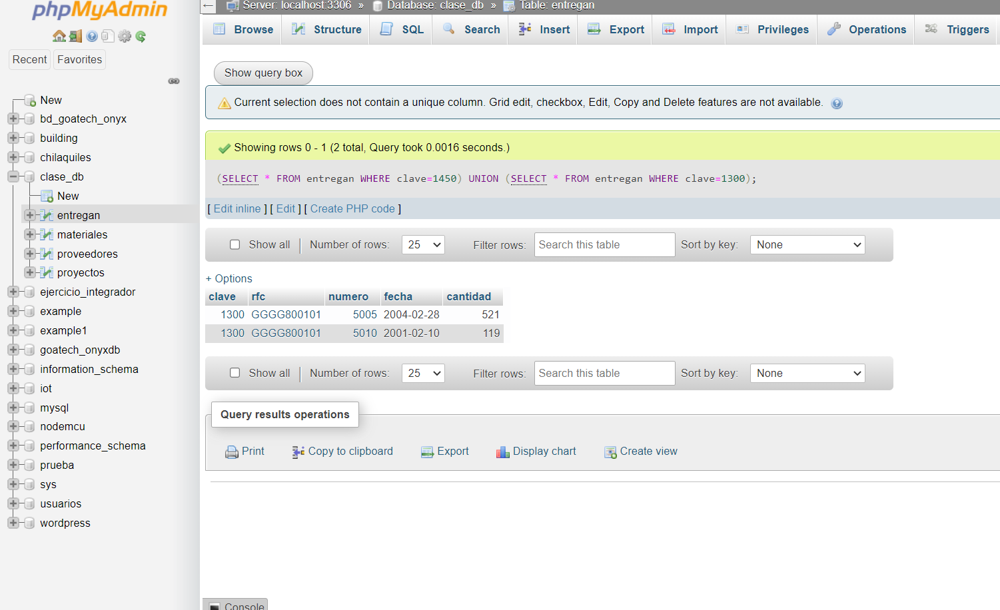 phpMyAdmin
Recent Favorites
New
bd_goatech_onyx
building
chilaquiles
clase_db
New
entregan
materiales
proveedores
proyectos
ejercicio_integrador
example
example1
goatech_onyxdb
information_schema
iot
mysql
nodemcu
performance_schema
prueba
sys
usuarios
wordpress
← Server: localhost:3306 » Database: clase_db » Table: entregan
Browse Structure SQL Search Insert Export Import Privileges Operations Triggers
Show query box
Current selection does not contain a unique column. Grid edit, checkbox, Edit, Copy and Delete features are not available.
Showing rows 0 - 1 (2 total, Query took 0.0016 seconds.)
(SELECT * FROM entregan WHERE clave=1450) UNION (SELECT * FROM entregan WHERE clave=1300);
[ Edit inline ] [ Edit ] [ Create PHP code ]
Show all | Number of rows: 25 Filter rows: Search this table Sort by key: None
+ Options
clave rfc numero fecha cantidad
1300 GGGG800101 5005 2004-02-28 521
1300 GGGG800101 5010 2001-02-10 119
Show all | Number of rows: 25 Filter rows: Search this table Sort by key: None
Query results operations
Print Copy to clipboard Export Display chart Create view
Console